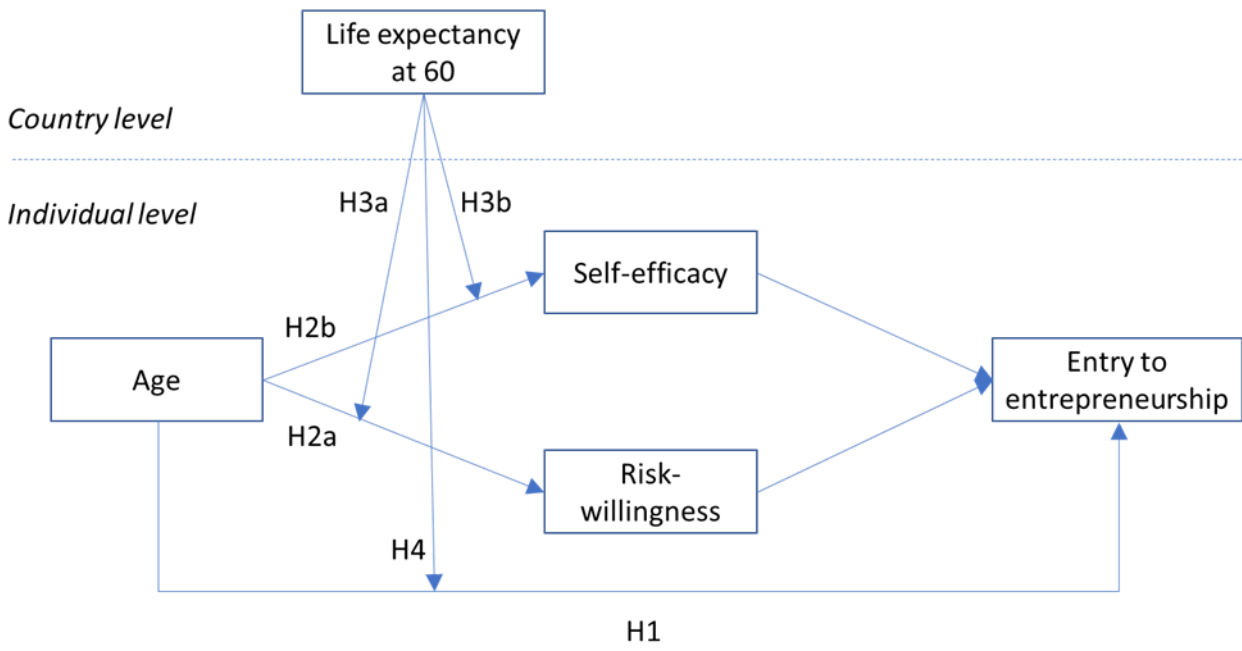 Life expectancy
at 60
Country level
Individual level
H3a
H3b
Self-efficacy
H2b
Age
Entry to
entrepreneurship
H2a
Risk-
willingness
H4
H1